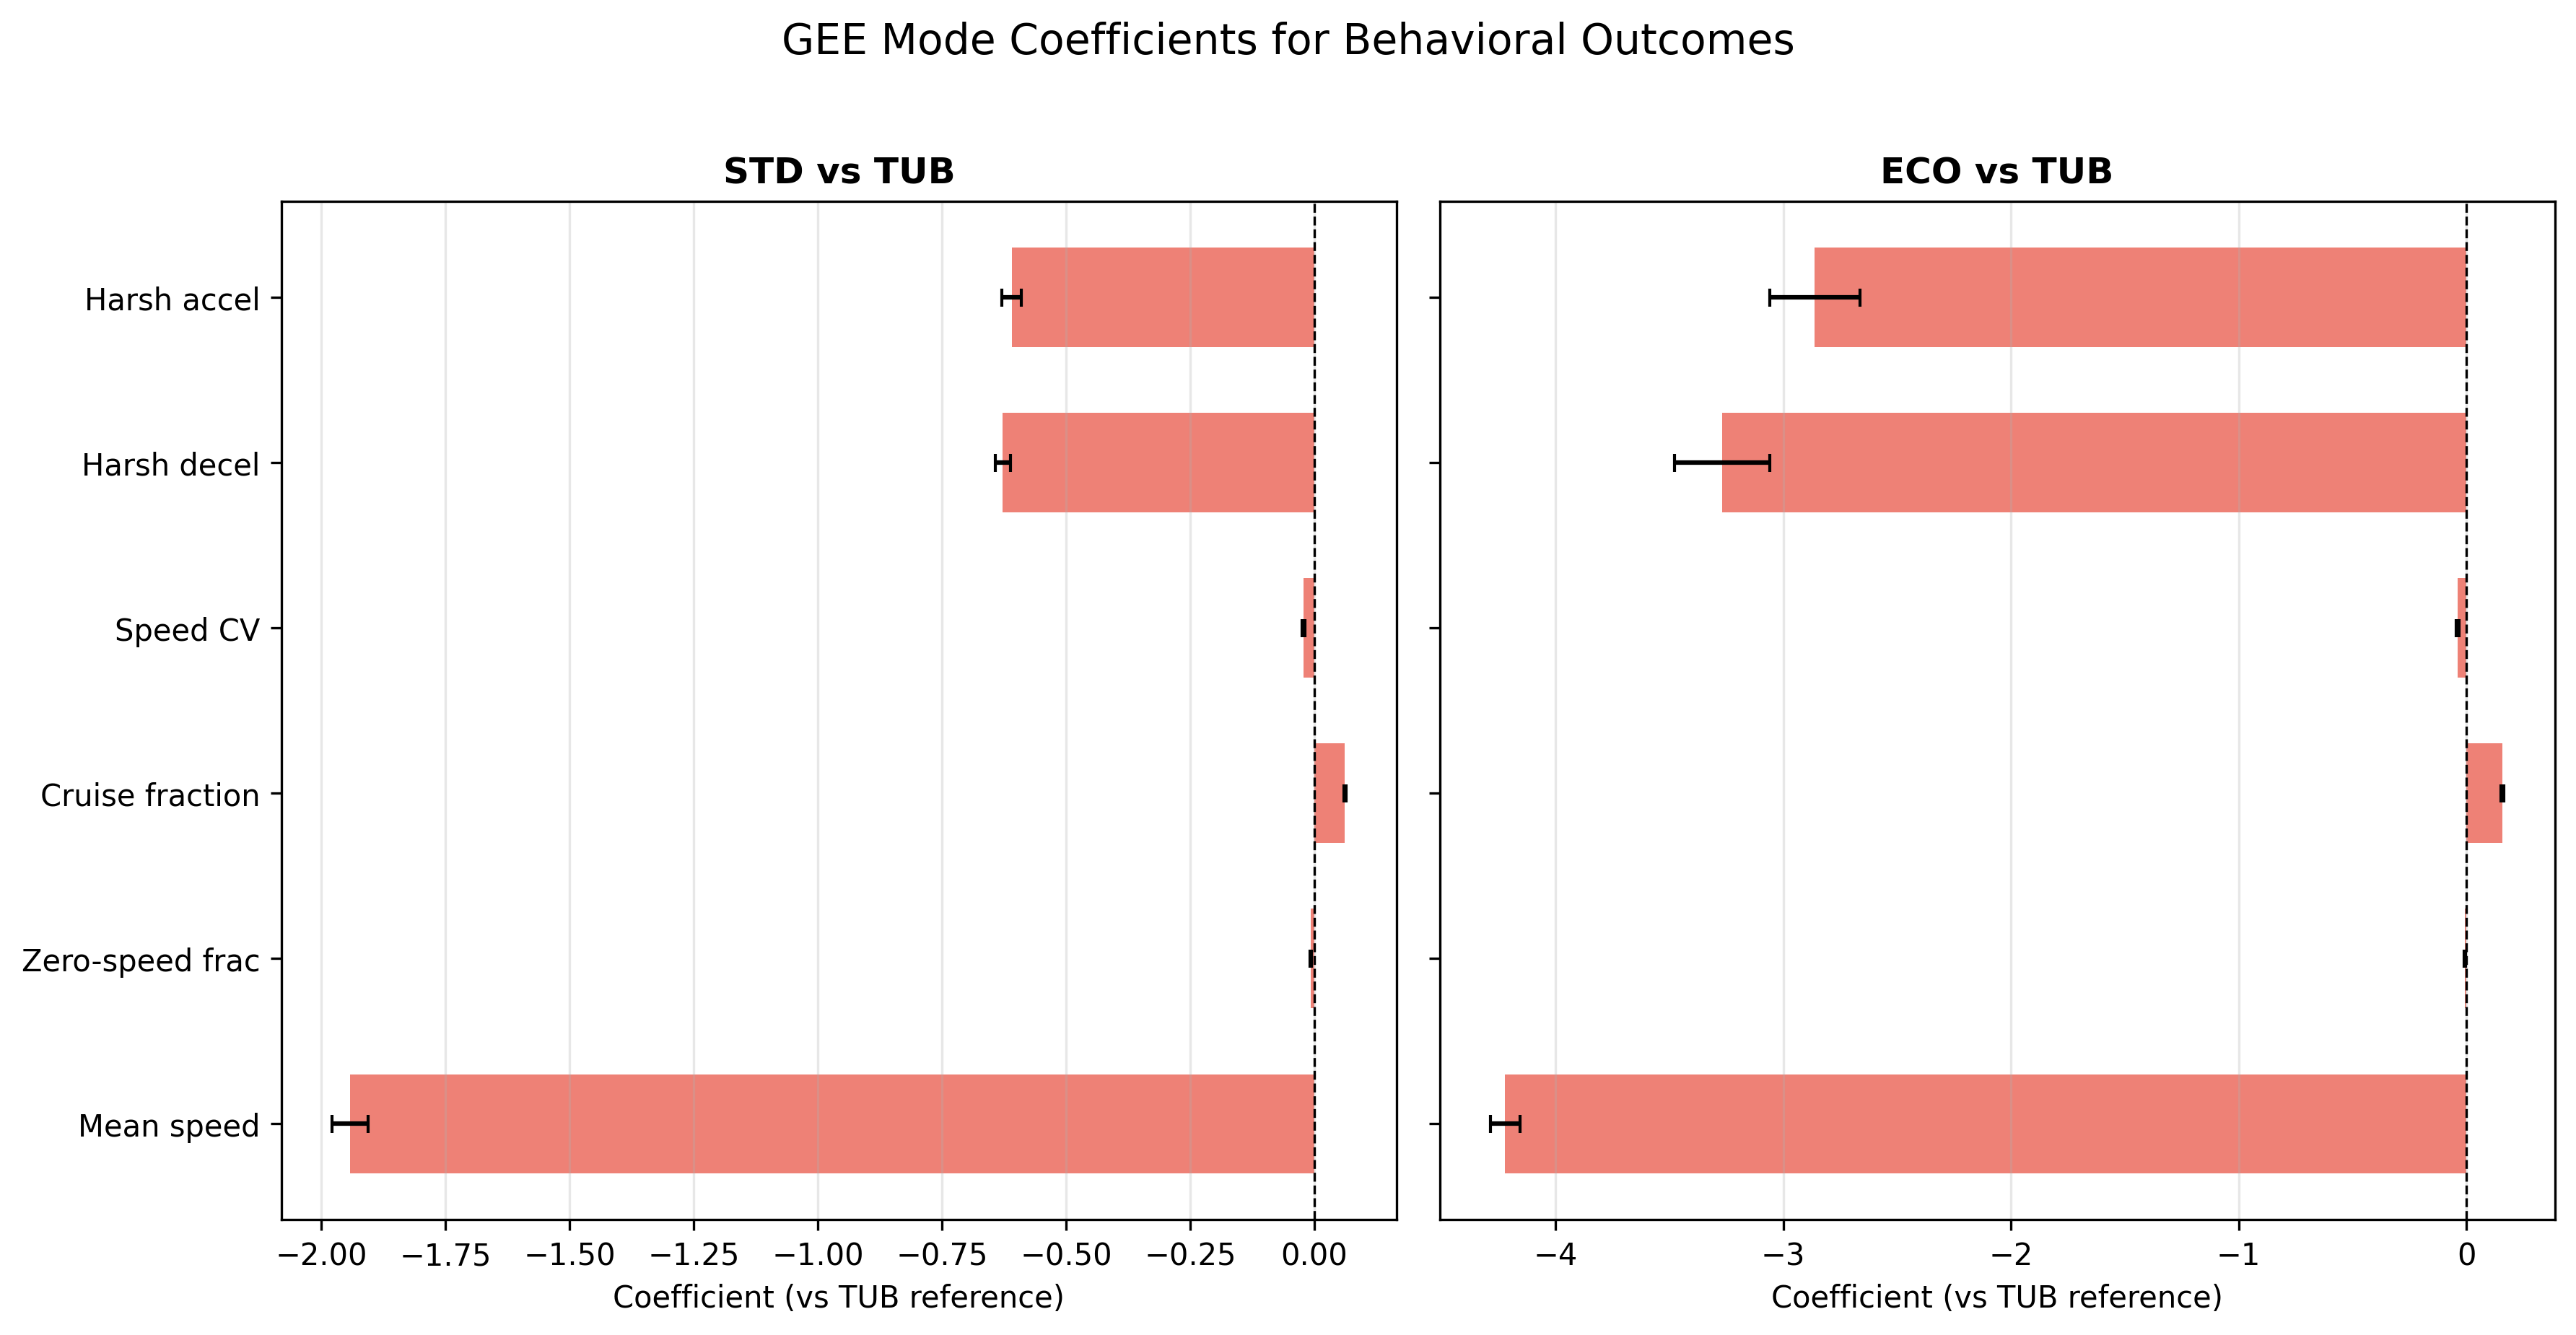 GEE Mode Coefficients for Behavioral Outcomes
STD vs TUB
Harsh accel
Harsh decel
Speed CV
Cruise fraction
Zero-speed frac
Mean speed
−2.00 −1.75 −1.50 −1.25 −1.00 −0.75 −0.50 −0.25 0.00
Coefficient (vs TUB reference)
ECO vs TUB
−4 −3 −2 −1 0
Coefficient (vs TUB reference)